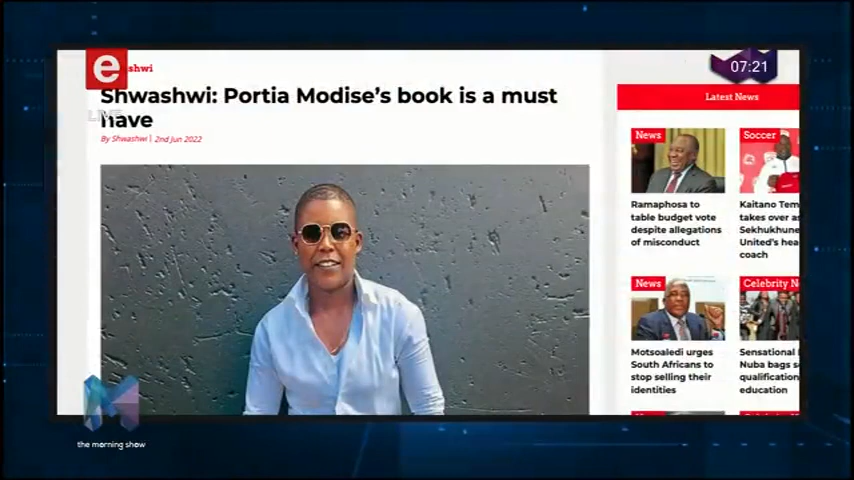 e
shwi
LIVE
07:21
Shwashwi: Portia Modise's book is a must
have
By Shwashwi | 2nd Jun 2022
Latest News
News
Ramaphosa to
table budget vote
despite allegations
of misconduct
Soccer
Kaitano Tem
takes over as
Sekhukhune
United's hea
coach
News
Motsoaledi urges
South Africans to
stop selling their
identities
Celebrity N
Sensational
Nuba bags s
qualification
education
the morning show